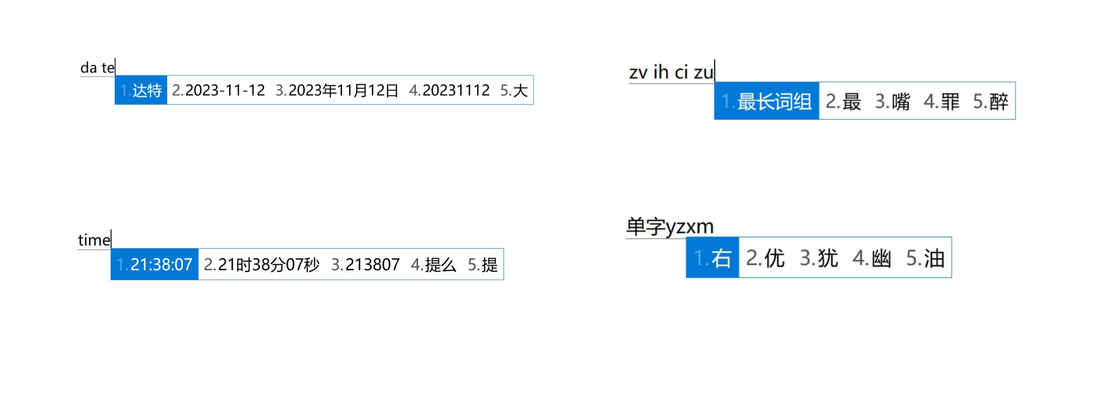 da te
1.达特 2.2023-11-12 3.2023年11月12日 4.20231112 5.大
zv ih ci zu
1.最长词组 2.最 3.嘴 4.罪 5.醉
time
1.21:38:07 2.21时38分07秒 3.213807 4.提么 5.提
单字yzxm
1.右 2.优 3.犹 4.幽 5.油